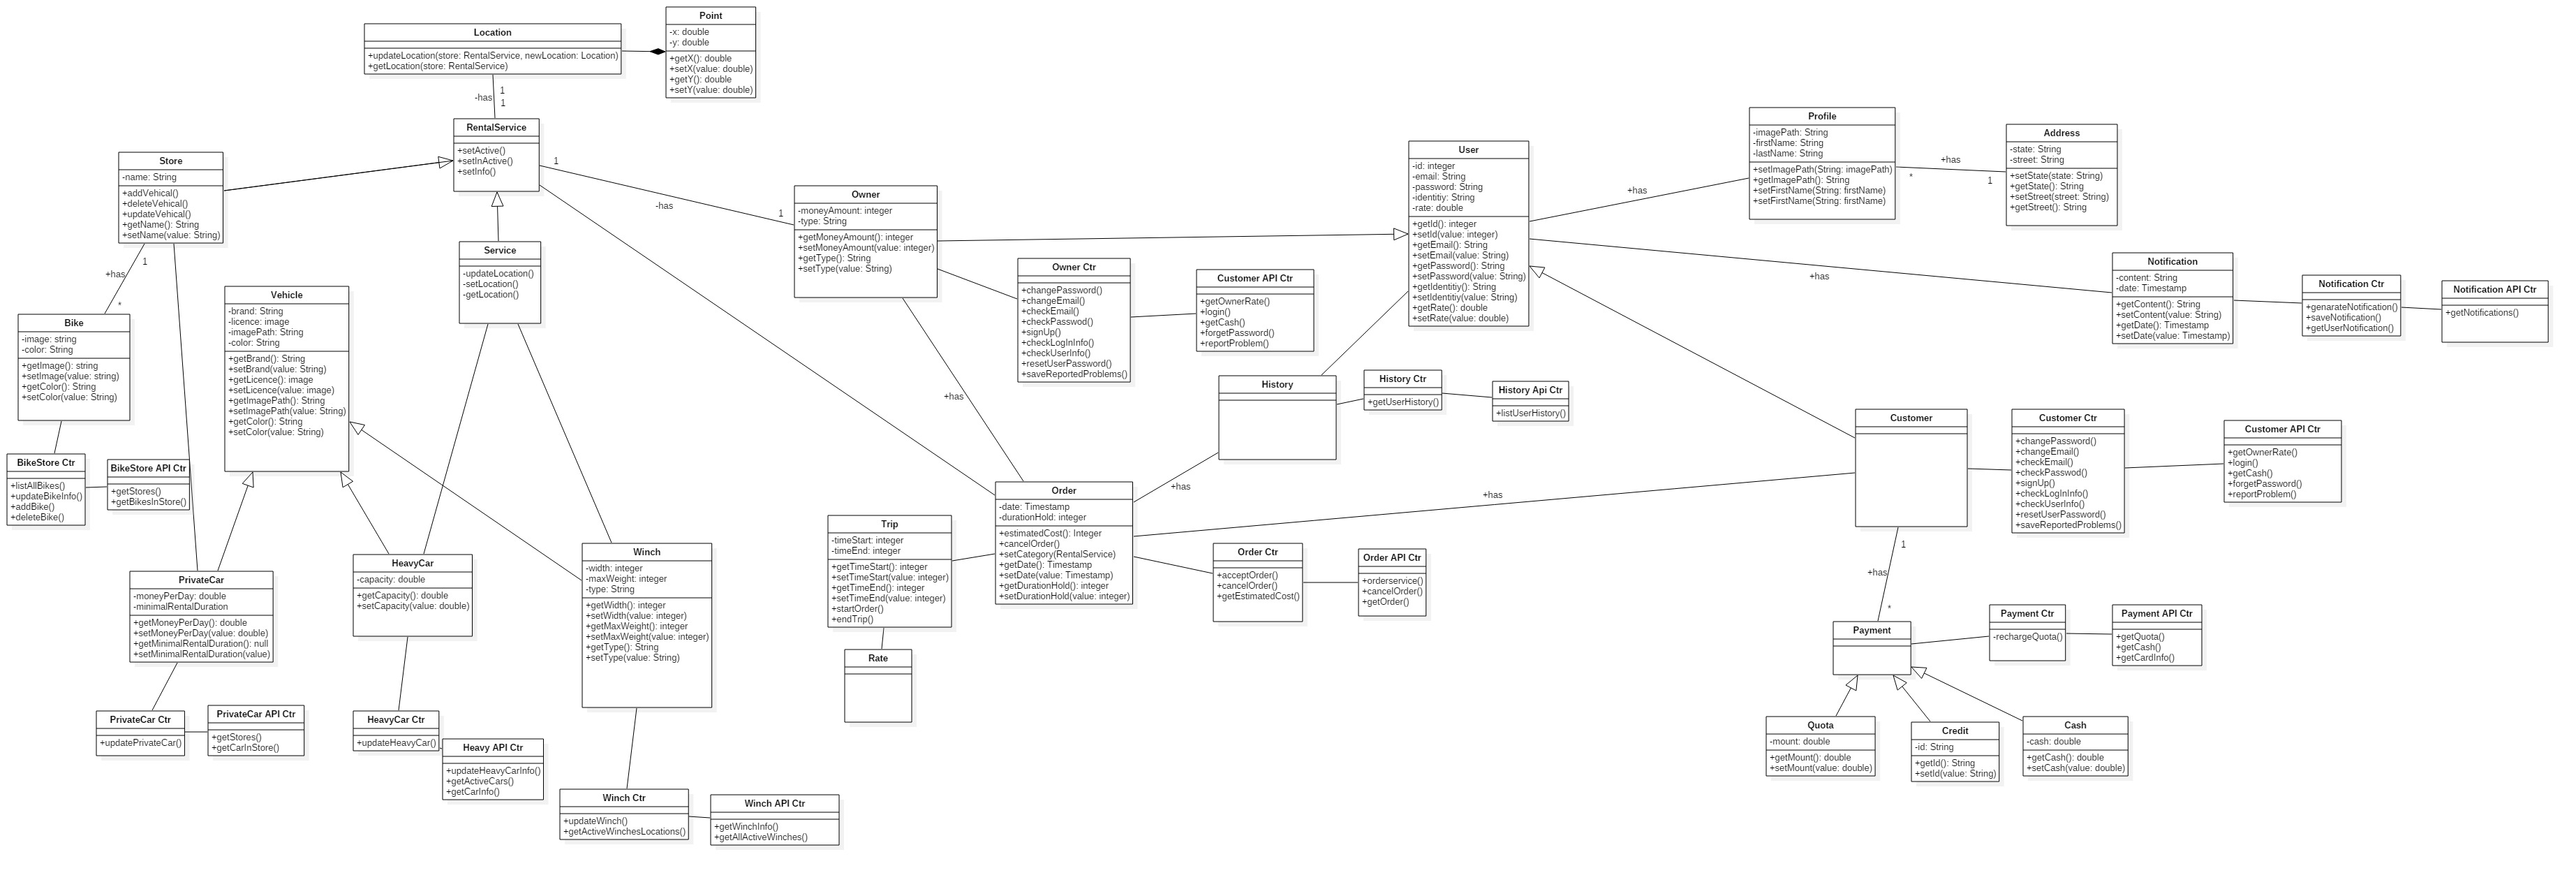 Point
-x: double
-y: double
+getX(): double
+setX(value: double)
+getY(): double
+setY(value: double)
Location
+updateLocation(store: RentalService, newLocation: Location)
+getLocation(store: RentalService)
-has
1
1
RentalService
+setActive()
+setInActive()
+setInfo()
Store
-name: String
+addVehical()
+deleteVehical()
+updateVehical()
+getName(): String
+setName(value: String)
+has
1
*
1
-has
1
Service
-updateLocation()
-setLocation()
-getLocation()
Vehicle
-brand: String
-licence: image
-imagePath: String
-color: String
+getBrand(): String
+setBrand(value: String)
+getLicence(): image
+setLicence(value: image)
+getImagePath(): String
+setImagePath(value: String)
+getColor(): String
+setColor(value: String)
Bike
-image: string
-color: String
+getImage(): string
+setImage(value: string)
+getColor(): String
+setColor(value: String)
BikeStore Ctr
+listAllBikes()
+updateBikeInfo()
+addBike()
+deleteBike()
BikeStore API Ctr
+getStores()
+getBikesInStore()
PrivateCar
-moneyPerDay: double
-minimalRentalDuration
+getMoneyPerDay(): double
+setMoneyPerDay(value: double)
+getMinimalRentalDuration(): null
+setMinimalRentalDuration(value)
PrivateCar Ctr
+updatePrivateCar()
PrivateCar API Ctr
+getStores()
+getCarInStore()
HeavyCar
-capacity: double
+getCapacity(): double
+setCapacity(value: double)
HeavyCar Ctr
+updateHeavyCar()
Heavy API Ctr
+updateHeavyCarInfo()
+getActiveCars()
+getCarInfo()
Winch
-width: integer
-maxWeight: integer
-type: String
+getWidth(): integer
+setWidth(value: integer)
+getMaxWeight(): integer
+setMaxWeight(value: integer)
+getType(): String
+setType(value: String)
Winch Ctr
+updateWinch()
+getActiveWinchesLocations()
Winch API Ctr
+getWinchInfo()
+getAllActiveWinches()
Owner
-moneyAmount: integer
-type: String
+getMoneyAmount(): integer
+setMoneyAmount(value: integer)
+getType(): String
+setType(value: String)
Owner Ctr
+changePassword()
+changeEmail()
+checkEmail()
+checkPasswod()
+signUp()
+checkLogInInfo()
+checkUserInfo()
+resetUserPassword()
+saveReportedProblems()
Customer API Ctr
+getOwnerRate()
+login()
+getCash()
+forgetPassword()
+reportProblem()
+has
User
-id: integer
-email: String
-password: String
-identitiy: String
-rate: double
+getId(): integer
+setId(value: integer)
+getEmail(): String
+setEmail(value: String)
+getPassword(): String
+setPassword(value: String)
+getIdentitiy(): String
+setIdentitiy(value: String)
+getRate(): double
+setRate(value: double)
+has
+has
Profile
-imagePath: String
-firstName: String
-lastName: String
+setImagePath(String: imagePath)
+getImagePath(): String
+setFirstName(String: firstName)
+setFirstName(String: firstName)
+has
*
1
Address
-state: String
-street: String
+setState(state: String)
+getState(): String
+setStreet(street: String)
+getStreet(): String
Notification
-content: String
-date: Timestamp
+getContent(): String
+setContent(value: String)
+getDate(): Timestamp
+setDate(value: Timestamp)
Notification Ctr
+genarateNotification()
+saveNotification()
+getUserNotification()
Notification API Ctr
+getNotifications()
History
History Ctr
+getUserHistory()
History Api Ctr
+listUserHistory()
+has
+has
Order
-date: Timestamp
-durationHold: integer
+estimatedCost(): Integer
+cancelOrder()
+setCategory(RentalService)
+getDate(): Timestamp
+setDate(value: Timestamp)
+getDurationHold(): integer
+setDurationHold(value: integer)
Trip
-timeStart: integer
-timeEnd: integer
+getTimeStart(): integer
+setTimeStart(value: integer)
+getTimeEnd(): integer
+setTimeEnd(value: integer)
+startOrder()
+endTrip()
Rate
Order Ctr
+acceptOrder()
+cancelOrder()
+getEstimatedCost()
Order API Ctr
+orderservice()
+cancelOrder()
+getOrder()
Customer
Customer Ctr
+changePassword()
+changeEmail()
+checkEmail()
+checkPasswod()
+signUp()
+checkLogInInfo()
+checkUserInfo()
+resetUserPassword()
+saveReportedProblems()
Customer API Ctr
+getOwnerRate()
+login()
+getCash()
+forgetPassword()
+reportProblem()
1
+has
*
Payment
Payment Ctr
-rechargeQuota()
Payment API Ctr
+getQuota()
+getCash()
+getCardInfo()
Quota
-mount: double
+getMount(): double
+setMount(value: double)
Credit
-id: String
+getId(): String
+setId(value: String)
Cash
-cash: double
+getCash(): double
+setCash(value: double)